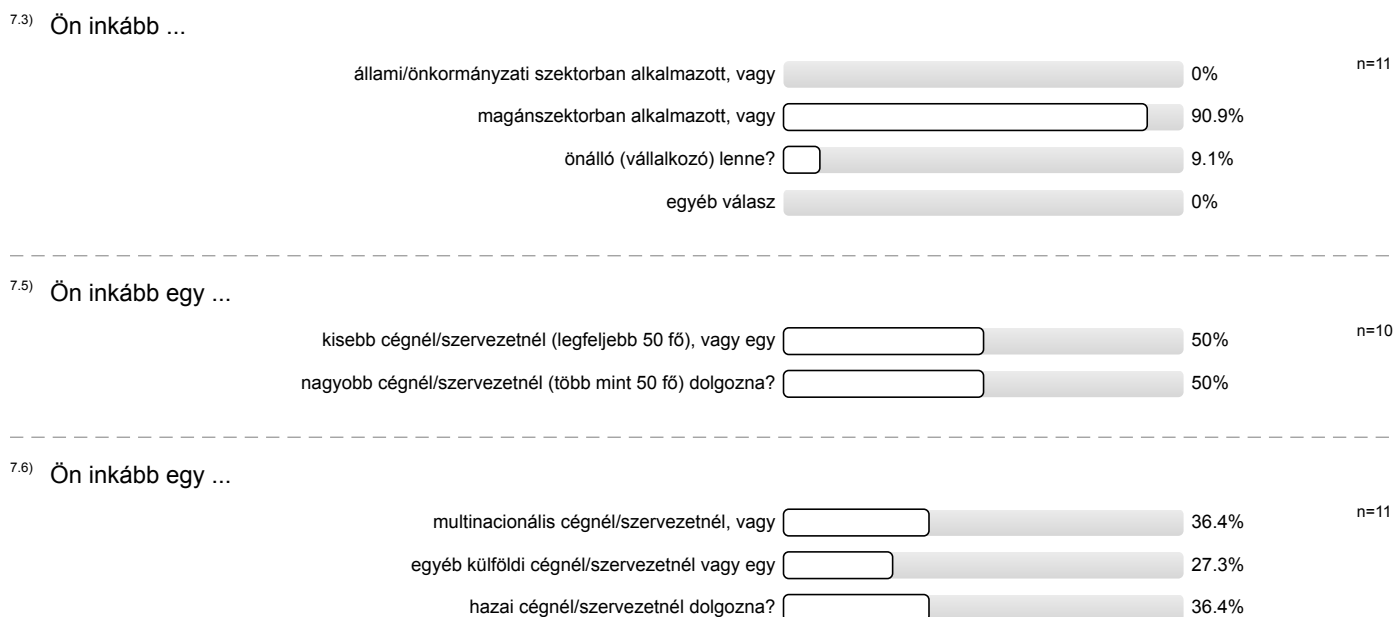 7.3) Ön inkább ...
n=11
állami/önkormányzati szektorban alkalmazott, vagy 0%
magánszektorban alkalmazott, vagy 90.9%
önálló (vállalkozó) lenne? 9.1%
egyéb válasz 0%
7.5) Ön inkább egy ...
n=10
kisebb cégnél/szervezetnél (legfeljebb 50 fő), vagy egy 50%
nagyobb cégnél/szervezetnél (több mint 50 fő) dolgozna? 50%
7.6) Ön inkább egy ...
n=11
multinacionális cégnél/szervezetnél, vagy 36.4%
egyéb külföldi cégnél/szervezetnél vagy egy 27.3%
hazai cégnél/szervezetnél dolgozna? 36.4%